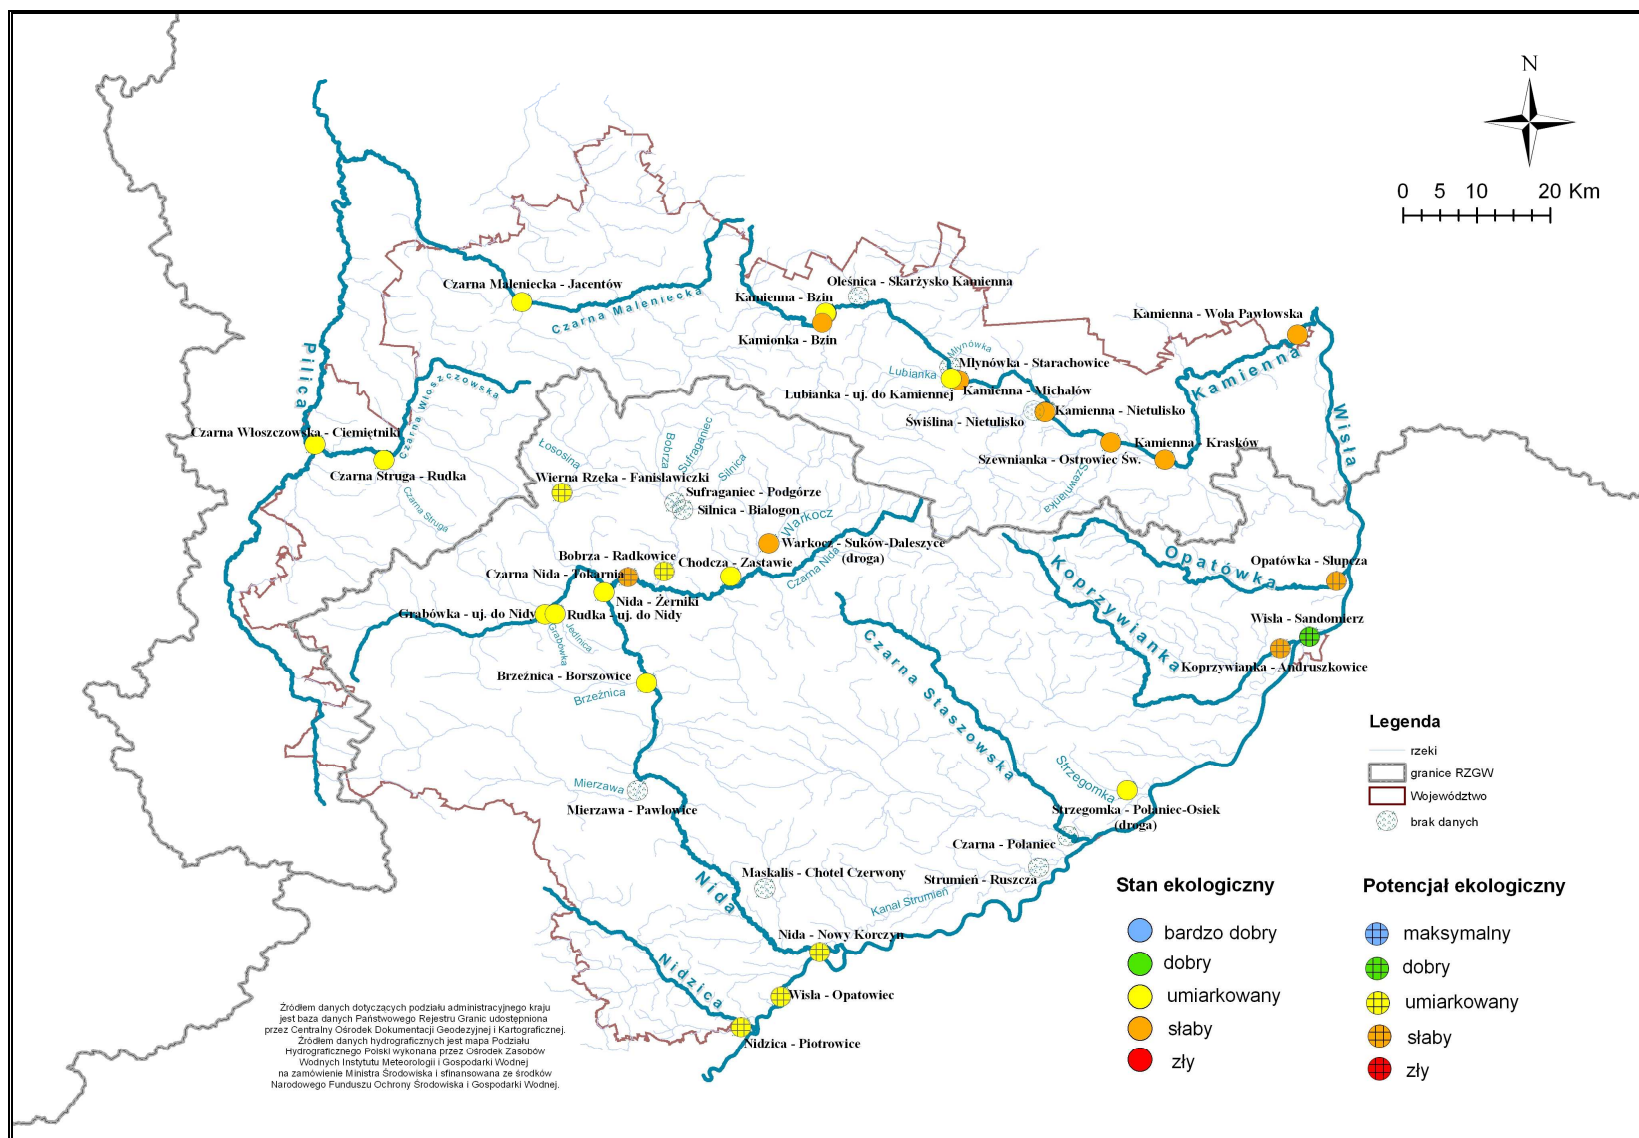 N
0 5 10 20 Km
Czarna Maleniecka - Jacentów
Czarna Maleniecka
Oleśnica - Skarżysko Kamienna
Kamienna - Bzin
Kamionka - Bzin
Kamienna - Wola Pawłowska
Kamienna
Młynówka
Młynówka - Starachowice
Lubianka
Lubianka - uj. do Kamiennej
Kamienna - Michałów
Kamienna - Nietulisko
Świślina - Nietulisko
Kamienna - Krasków
Szewnianka - Ostrowiec Św.
Szewnianka
Wisła
Pilica
Czarna Włoszczowska
Czarna Włoszczowska - Ciemiętniki
Czarna Struga - Rudka
Czarna Struga
Łososina
Bobrza
Sufraganiec
Silnica
Wierna Rzeka - Fanisławiczki
Sufraganiec - Podgórze
Silnica - Białogon
Warkocz
Warkocz - Suków-Daleszyce
(droga)
Czarna Nida
Bobrza - Radkowice
Chodcza - Zastawie
Czarna Nida - Tokarnia
Nida - Żerniki
Grabówka - uj. do Nidy
Rudka - uj. do Nidy
Grabówka
Jedlnica
Brzeźnica - Borszowice
Brzeźnica
Opatówka
Opatówka - Słupcza
Koprzywianka
Wisła - Sandomierz
Koprzywianka - Andruszkowice
Czarna Staszowska
Strzegomka
Strzegomka - Połaniec-Osiek
(droga)
Czarna - Połaniec
Strumień - Ruszcza
Kanał Strumień
Mierzawa
Mierzawa - Pawłowice
Maskalis - Chotel Czerwony
Nida
Nida - Nowy Korczyn
Wisła - Opatowiec
Nidzica
Nidzica - Piotrowice
Legenda
rzeki
granice RZGW
Województwo
brak danych
Stan ekologiczny
bardzo dobry
dobry
umiarkowany
słaby
zły
Potencjał ekologiczny
maksymalny
dobry
umiarkowany
słaby
zły
Źródłem danych dotyczących podziału administracyjnego kraju
jest baza danych Państwowego Rejestru Granic udostępniona
przez Centralny Ośrodek Dokumentacji Geodezyjnej i Kartograficznej.
Źródłem danych hydrograficznych jest mapa Podziału
Hydrograficznego Polski wykonana przez Ośrodek Zasobów
Wodnych Instytutu Meteorologii i Gospodarki Wodnej
na zamówienie Ministra Środowiska i sfinansowana ze środków
Narodowego Funduszu Ochrony Środowiska i Gospodarki Wodnej.